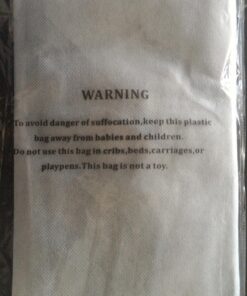 WARNING
To avoid danger of suffocation,keep this plastic
bag away from babies and children.
Do not use this bag in cribs,beds,carriages,or
playpens.This bag is not a toy.